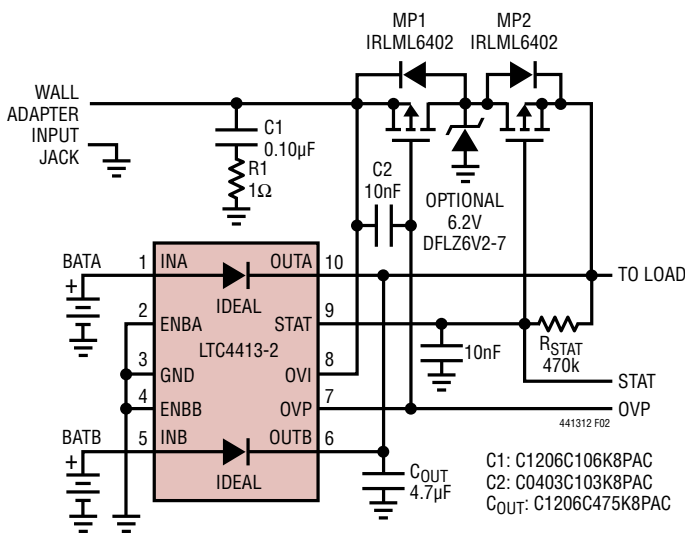 MP1
IRLML6402
MP2
IRLML6402
WALL
ADAPTER
INPUT
JACK
C1
0.10µF
R1
1Ω
C2
10nF
OPTIONAL
6.2V
DFLZ6V2-7
BATA
+
1
INA
OUTA
10
TO LOAD
IDEAL
2
ENBA
STAT
9
LTC4413-2
10nF
RSTAT
470k
3
GND
OVI
8
STAT
4
ENBB
OVP
7
OVP
441312 F02
BATB
+
5
INB
OUTB
6
IDEAL
COUT
4.7µF
C1: C1206C106K8PAC
C2: C0403C103K8PAC
COUT: C1206C475K8PAC